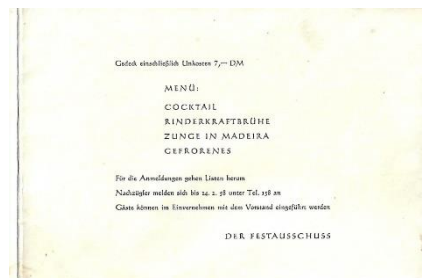 Gedeck einschließlich Unkosten 7,— DM
MENÜ:
COCKTAIL
RINDERKRAFTBRÜHE
ZUNGE IN MADEIRA
GEFRORENES
Für die Anmeldungen gehen Listen herum
Nachzügler melden sich bis 24. 2. 58 unter Tel. 258 an
Gäste können im Einvernehmen mit dem Vorstand eingeführt werden
DER FESTAUSSCHUSS